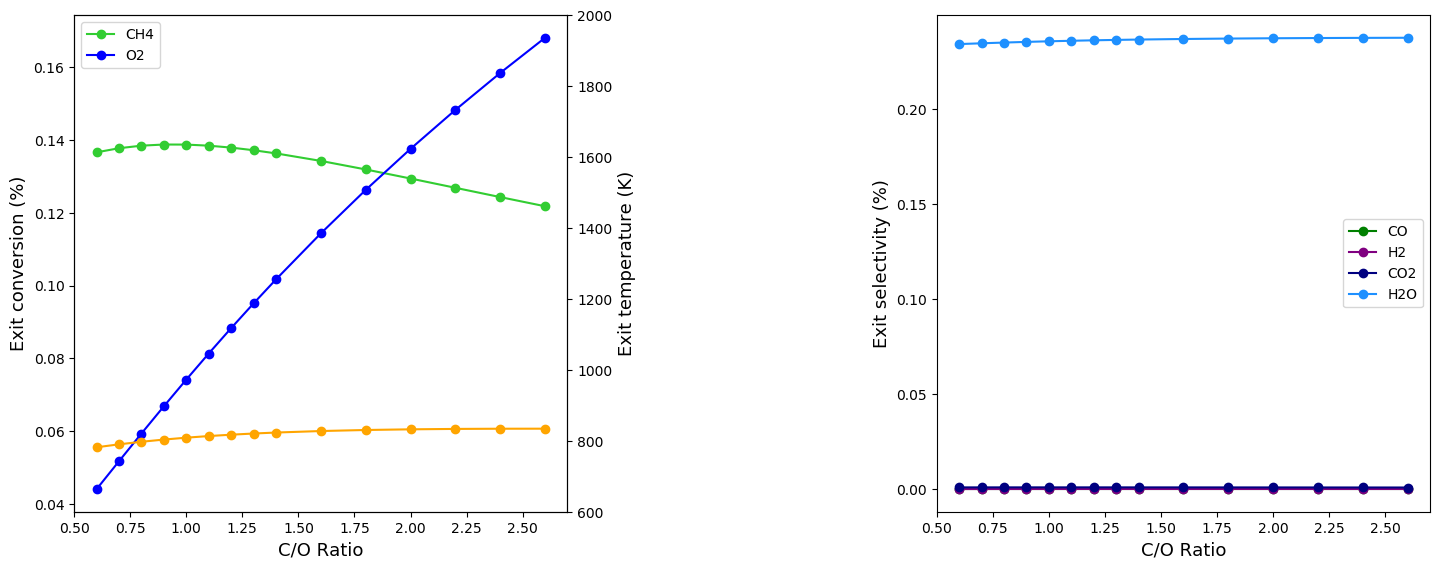 CH4
O2
0.16
0.14
0.12
0.10
0.08
0.06
0.04
Exit conversion (%)
0.50 0.75 1.00 1.25 1.50 1.75 2.00 2.25 2.50
C/O Ratio
2000
1800
1600
1400
1200
1000
800
600
Exit temperature (K)
0.20
0.15
0.10
0.05
0.00
Exit selectivity (%)
CO
H2
CO2
H2O
0.50 0.75 1.00 1.25 1.50 1.75 2.00 2.25 2.50
C/O Ratio